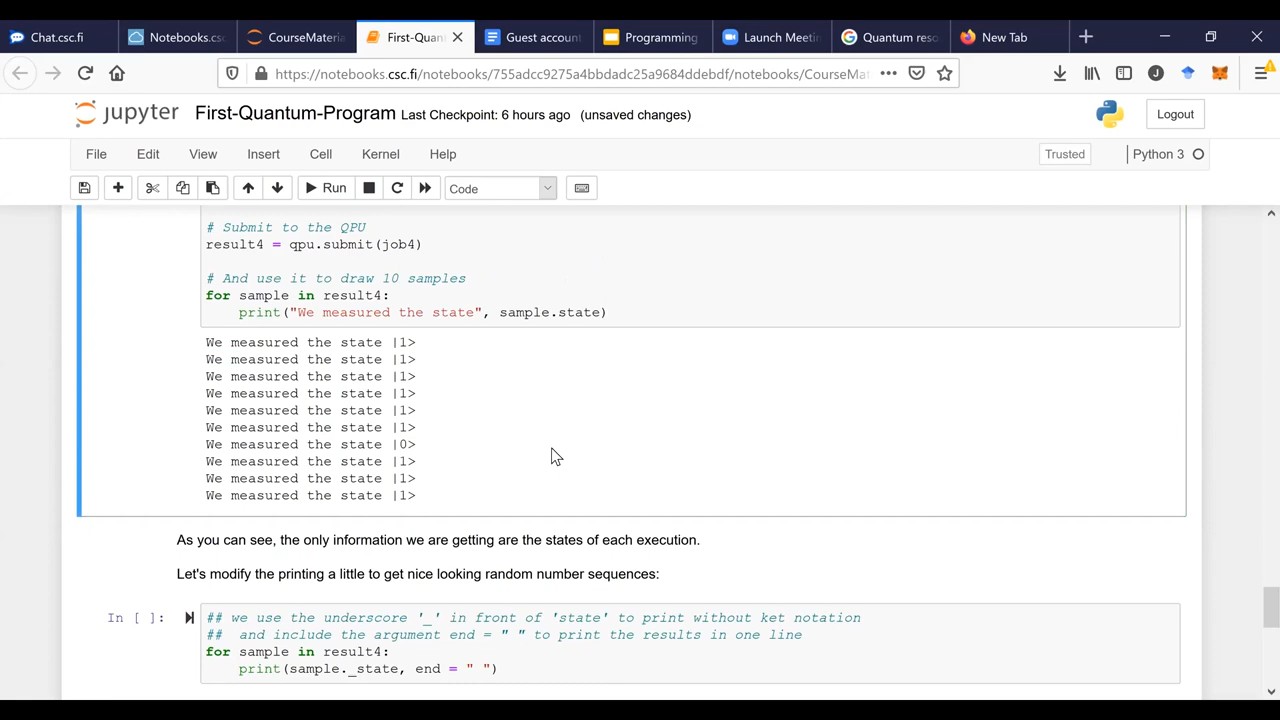 Chat.csc.fi
Notebooks.csc
CourseMateria
First-Quan
Guest account
Programming
Launch Meeti
Quantum reso
New Tab
https://notebooks.csc.fi/notebooks/755adcc9275a4bbdadc25a9684ddebdf/notebooks/CourseMat
J
jupyter First-Quantum-Program Last Checkpoint: 6 hours ago (unsaved changes)
Logout
File Edit View Insert Cell Kernel Help
Trusted
Python 3
Run
Code
# Submit to the QPU
result4 = qpu.submit(job4)
# And use it to draw 10 samples
for sample in result4:
print("We measured the state", sample.state)
We measured the state |1>
We measured the state |1>
We measured the state |1>
We measured the state |1>
We measured the state |1>
We measured the state |1>
We measured the state |0>
We measured the state |1>
We measured the state |1>
We measured the state |1>
As you can see, the only information we are getting are the states of each execution.
Let's modify the printing a little to get nice looking random number sequences:
In [ ]:
## we use the underscore '_' in front of 'state' to print without ket notation
## and include the argument end = " " to print the results in one line
for sample in result4:
print(sample._state, end = " ")